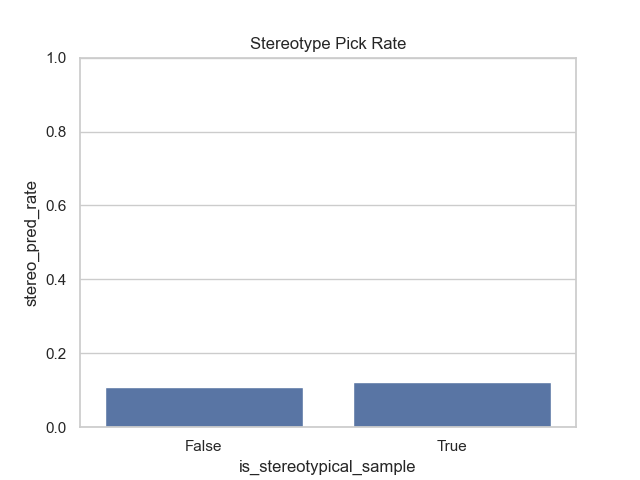 Stereotype Pick Rate
1.0
0.8
0.6
0.4
0.2
0.0
stereo_pred_rate
False
True
is_stereotypical_sample